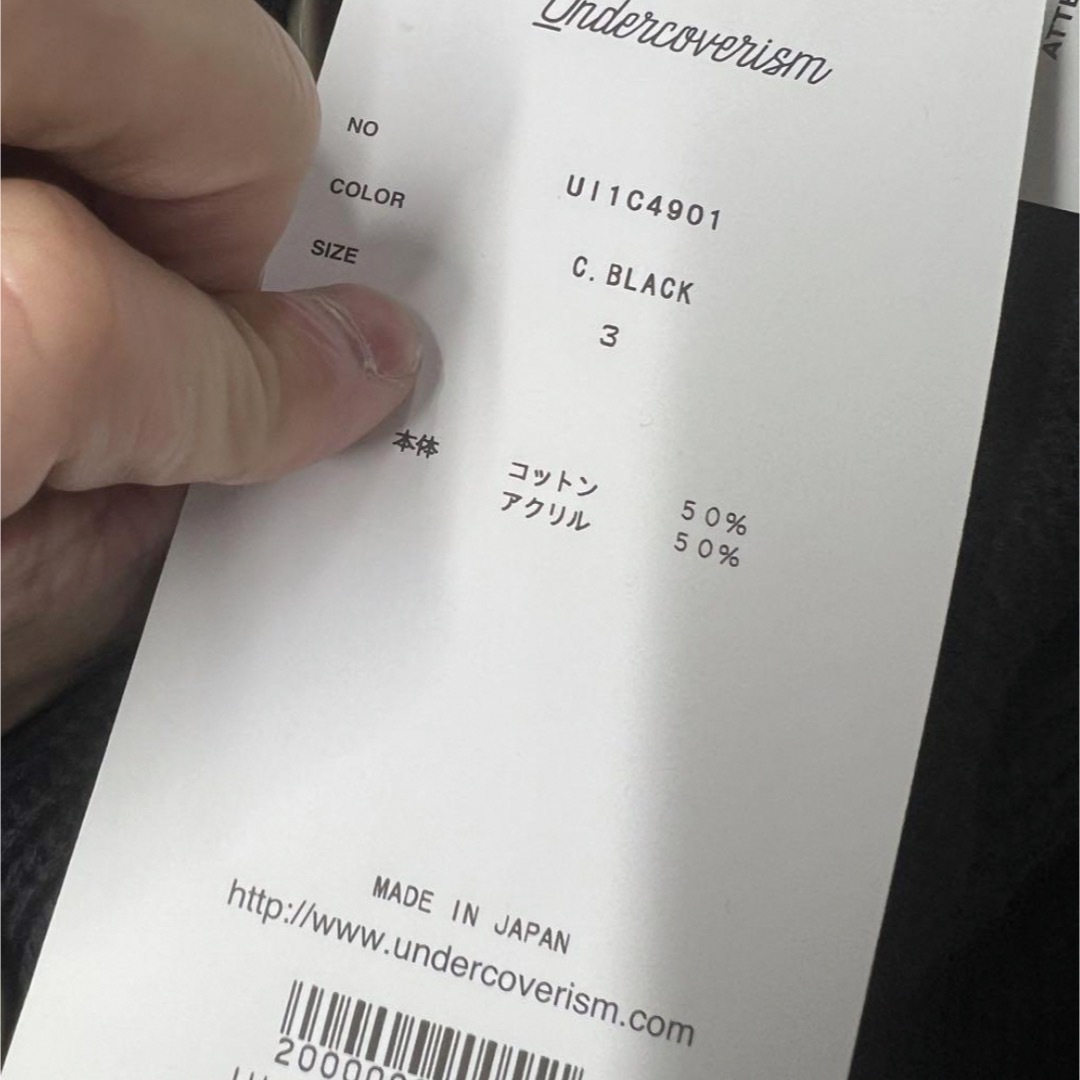 Undercoverism
NO
UI1C4901
COLOR
C. BLACK
SIZE
3
本体 コットン 50%
アクリル 50%
MADE IN JAPAN
http://www.undercoverism.com